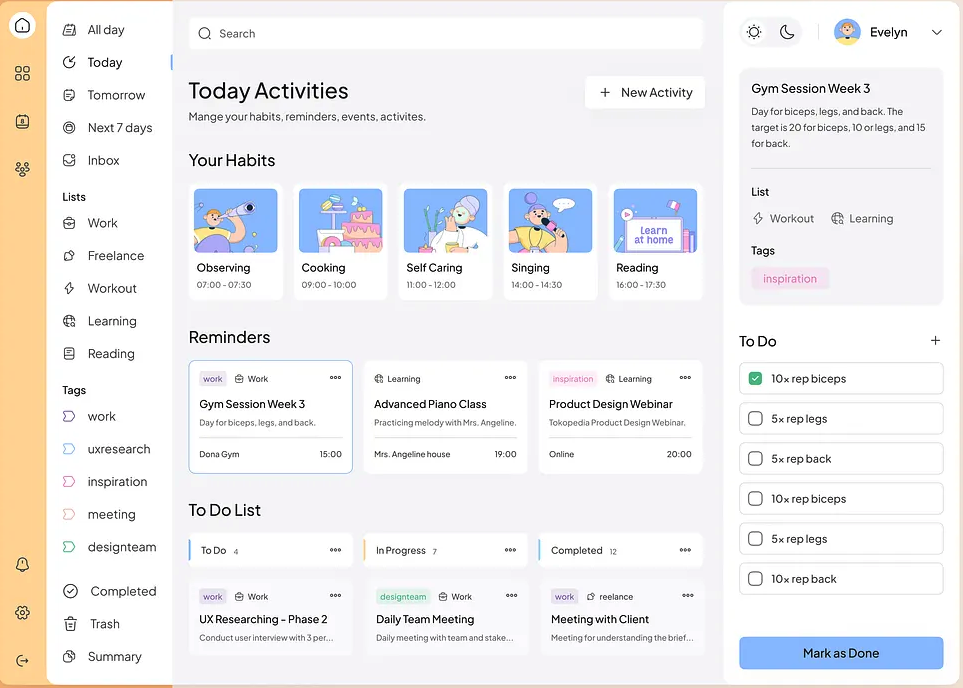 8
All day
Today
Tomorrow
Next 7 days
Inbox
Lists
Work
Freelance
Workout
Learning
Reading
Tags
work
uxresearch
inspiration
meeting
designteam
Completed
Trash
Summary
Search
Today Activities
Mange your habits, reminders, events, activites.
+ New Activity
Your Habits
Learn
at home
Observing
07:00 - 07:30
Cooking
09:00 - 10:00
Self Caring
11:00 - 12:00
Singing
14:00 - 14:30
Reading
16:00 - 17:30
Reminders
work Work
Gym Session Week 3
Day for biceps, legs, and back.
Dona Gym 15:00
Learning
Advanced Piano Class
Practicing melody with Mrs. Angeline.
Mrs. Angeline house 19:00
inspiration Learning
Product Design Webinar
Tokopedia Product Design Webinar.
Online 20:00
To Do List
To Do 4
In Progress 7
Completed 12
work Work
UX Researching - Phase 2
Conduct user interview with 3 per...
designteam Work
Daily Team Meeting
Daily meeting with team and stake...
work reelance
Meeting with Client
Meeting for understanding the brief...
Evelyn
Gym Session Week 3
Day for biceps, legs, and back. The
target is 20 for biceps, 10 or legs, and 15
for back.
List
Workout Learning
Tags
inspiration
To Do +
10x rep biceps
5x rep legs
5x rep back
10x rep biceps
5x rep legs
10x rep back
Mark as Done